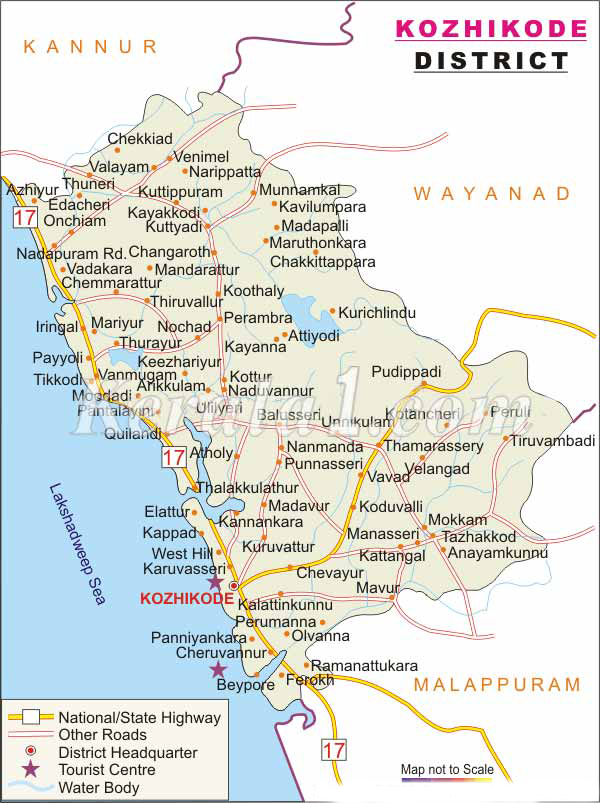 KANNUR
KOZHIKODE
DISTRICT
Chekkiad
Valayam
Venimel
Narippatta
Thuneri
Azhiyur
Edacheri
Kuttippuram
Munnamkal
WAYANAD
17
Onchiam
Kayakkodi
Kavilumpara
Kuttyadi
Madapalli
Nadapuram Rd.
Changaroth
Maruthonkara
Vadakara
Mandarattur
Chakkittappara
Chemmarattur
Koothaly
Thiruvallur
Kurichlindu
Iringal
Mariyur
Perambra
Nochad
Attiyodi
Thurayur
Kayanna
Payyoli
Keezhariyur
Vanmugam
Pudippadi
Tikkodi
Kottur
Arikkulam
Naduvannur
Moodadi
Kerala1.com
Pantalayini
Ulliyeri
Balusseri
Unnikulam
Kotancheri
Peruli
Quilandi
Tiruvambadi
17
Atholy
Nanmanda
Thamarassery
Punnasseri
Velangad
Vavad
Thalakkulathur
Lakshadweep Sea
Elattur
Madavur
Koduvalli
Kannankara
Mokkam
Kappad
Manasseri
Tazhakkod
West Hill
Kuruvattur
Kattangal
Anayamkunnu
Karuvasseri
Chevayur
KOZHIKODE
Mavur
Kalattinkunnu
Perumanna
Panniyankara
Olvanna
Cheruvannur
Ramanattukara
Beypore
Ferokh
MALAPPURAM
National/State Highway
Other Roads
District Headquarter
Tourist Centre
Water Body
17
Map not to Scale